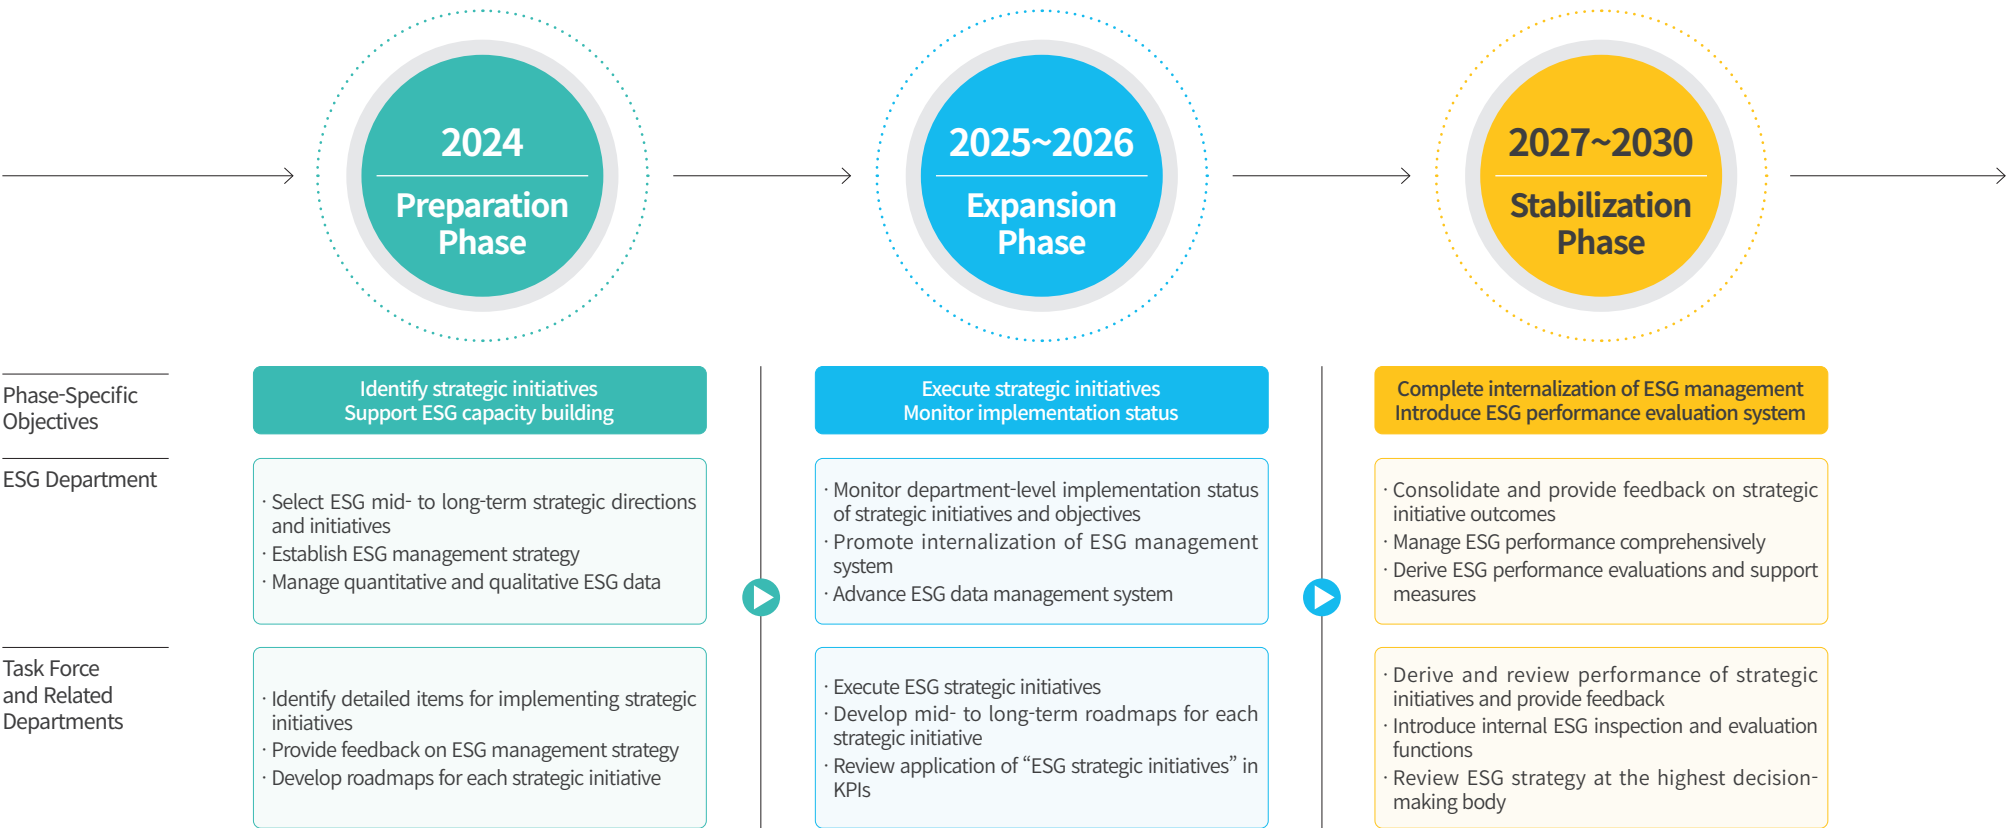 2024
Preparation
Phase
2025~2026
Expansion
Phase
2027~2030
Stabilization
Phase
Phase-Specific
Objectives
Identify strategic initiatives
Support ESG capacity building
Execute strategic initiatives
Monitor implementation status
Complete internalization of ESG management
Introduce ESG performance evaluation system
ESG Department
· Select ESG mid- to long-term strategic directions
and initiatives
· Establish ESG management strategy
· Manage quantitative and qualitative ESG data
· Monitor department-level implementation status
of strategic initiatives and objectives
· Promote internalization of ESG management
system
· Advance ESG data management system
· Consolidate and provide feedback on strategic
initiative outcomes
· Manage ESG performance comprehensively
· Derive ESG performance evaluations and support
measures
Task Force
and Related
Departments
· Identify detailed items for implementing strategic
initiatives
· Provide feedback on ESG management strategy
· Develop roadmaps for each strategic initiative
· Execute ESG strategic initiatives
· Develop mid- to long-term roadmaps for each
strategic initiative
· Review application of “ESG strategic initiatives” in
KPIs
· Derive and review performance of strategic
initiatives and provide feedback
· Introduce internal ESG inspection and evaluation
functions
· Review ESG strategy at the highest decision-
making body